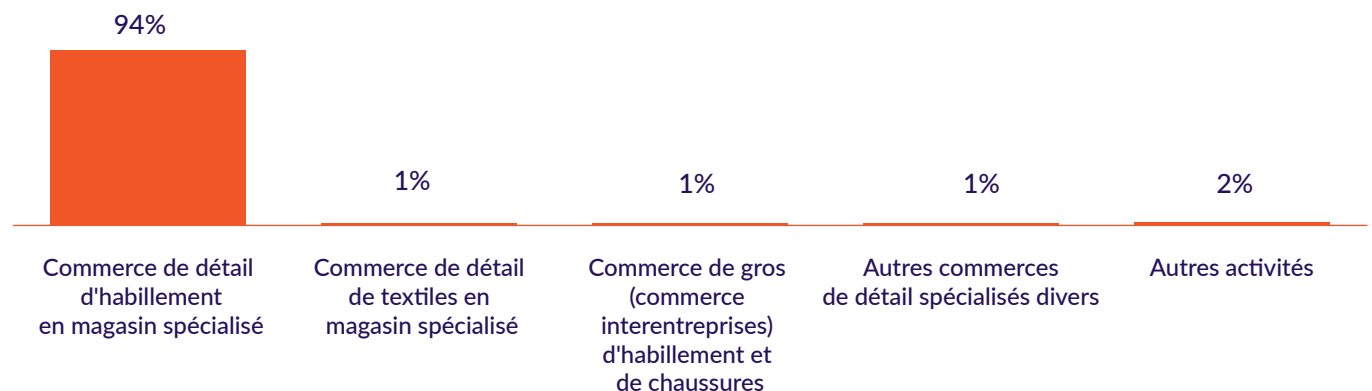 94%
1%
1%
1%
2%
Commerce de détail
d'habillement
en magasin spécialisé
Commerce de détail
de textiles en
magasin spécialisé
Commerce de gros
(commerce
interentreprises)
d'habillement et
de chaussures
Autres commerces
de détail spécialisés divers
Autres activités